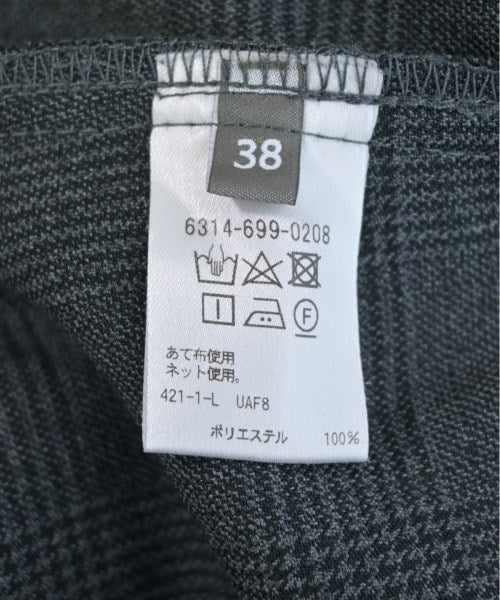 38
6314-699-0208
F
あて布使用
ネット使用。
421-1-L UAF8
ポリエステル 100%